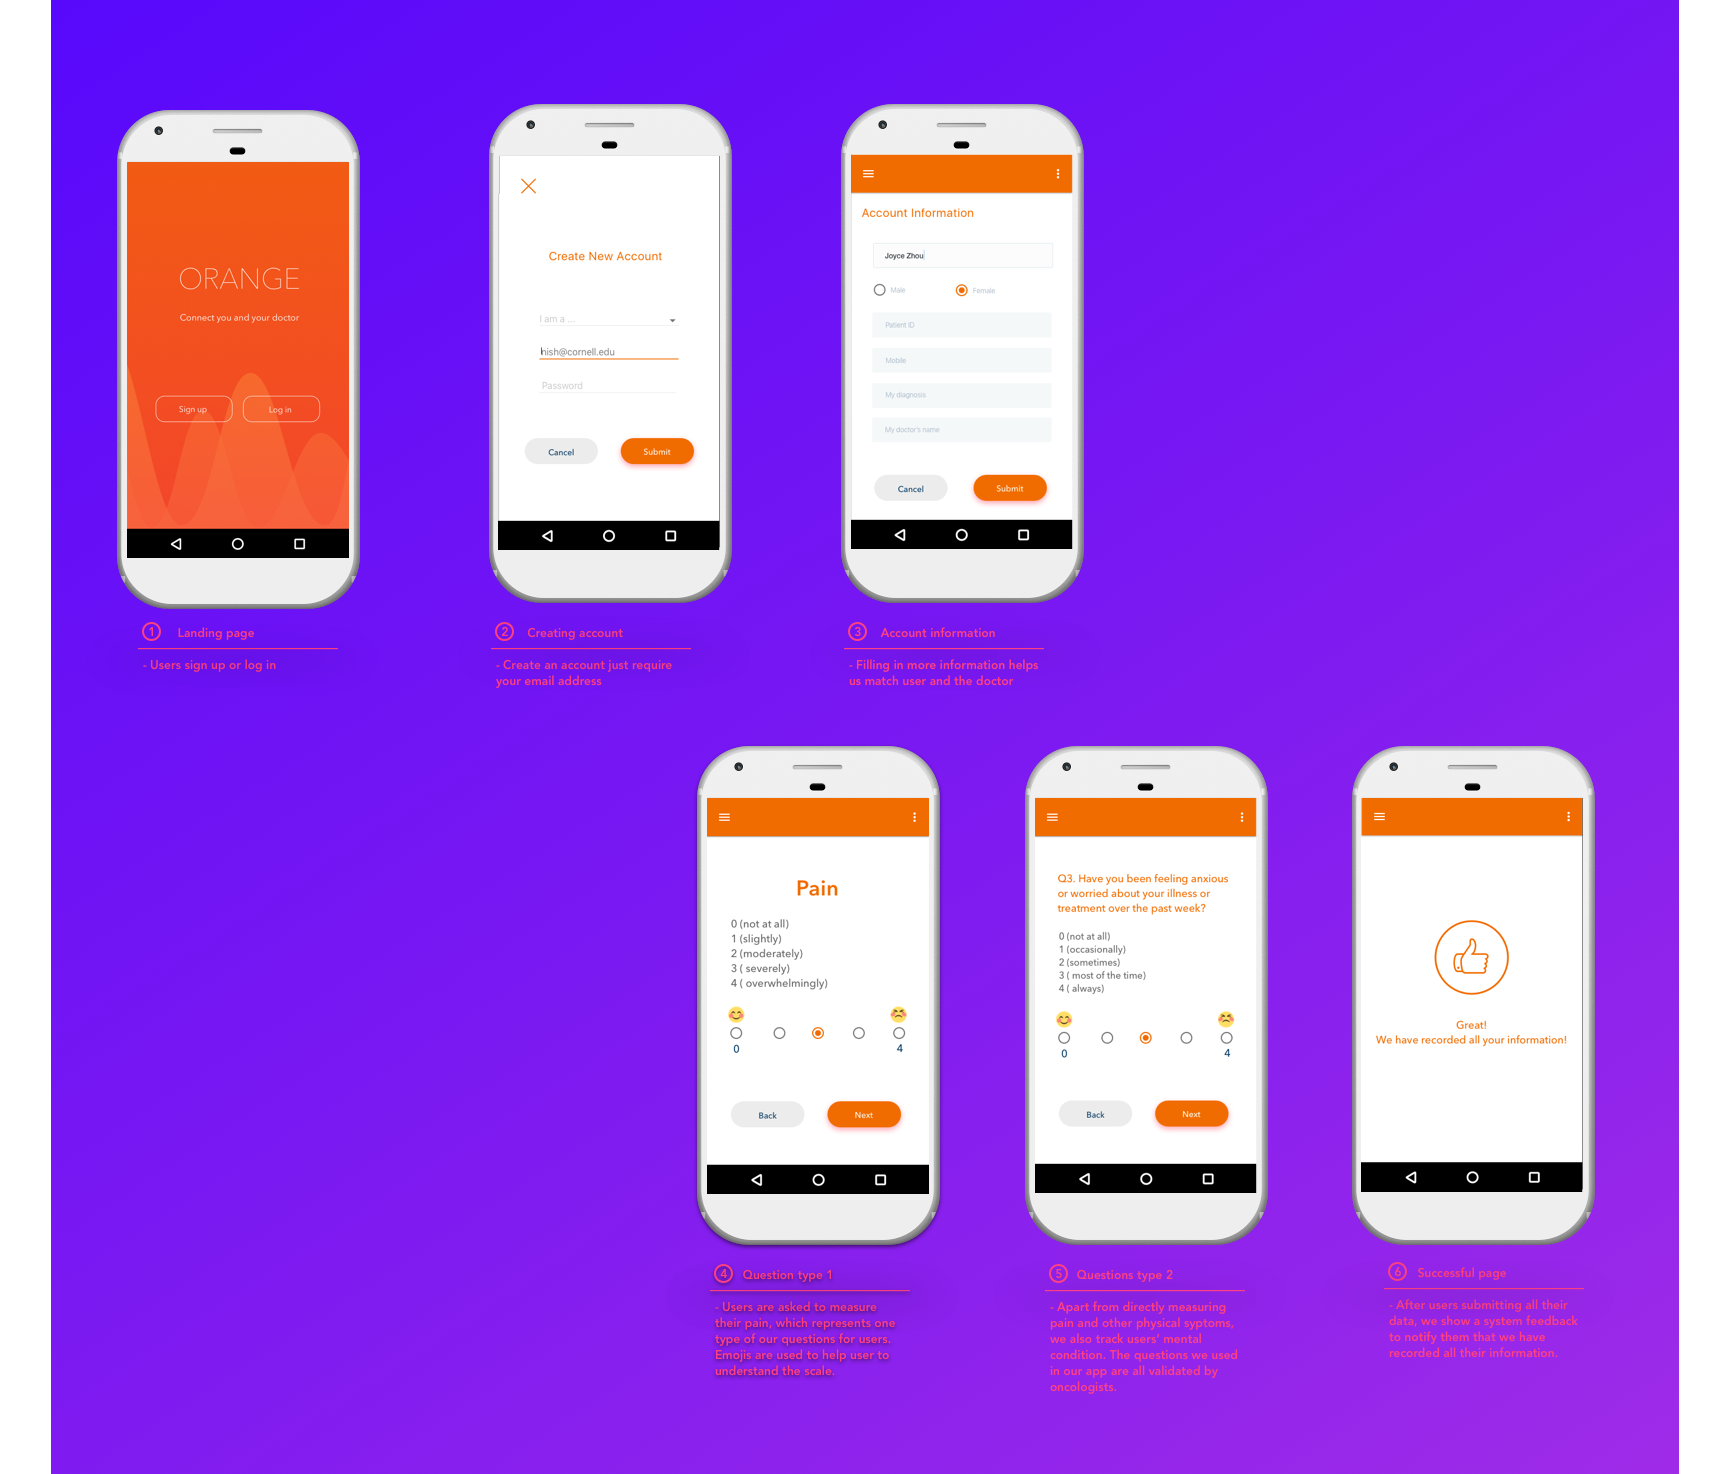 ORANGE
Connect you and your doctor
Sign up
Log in
1 Landing page
- Users sign up or log in
Create New Account
I am a ...
hish@cornell.edu
Password
Cancel
Submit
2 Creating account
- Create an account just require
your email address
Account Information
Joyce Zhou
Male
Female
Patient ID
Mobile
My diagnosis
My doctor's name
Cancel
Submit
3 Account information
- Filling in more information helps
us match user and the doctor
Pain
0 (not at all)
1 (slightly)
2 (moderately)
3 ( severely)
4 ( overwhelmingly)
0
4
Back
Next
4 Question type 1
- Users are asked to measure
their pain, which represents one
type of our questions for users.
Emojis are used to help user to
understand the scale.
Q3. Have you been feeling anxious
or worried about your illness or
treatment over the past week?
0 (not at all)
1 (occasionally)
2 (sometimes)
3 ( most of the time)
4 ( always)
0
4
Back
Next
5 Questions type 2
- Apart from directly measuring
pain and other physical syptoms,
we also track users' mental
condition. The questions we used
in our app are all validated by
oncologists.
Great!
We have recorded all your information!
6 Successful page
- After users submitting all their
data, we show a system feedback
to notify them that we have
recorded all their information.